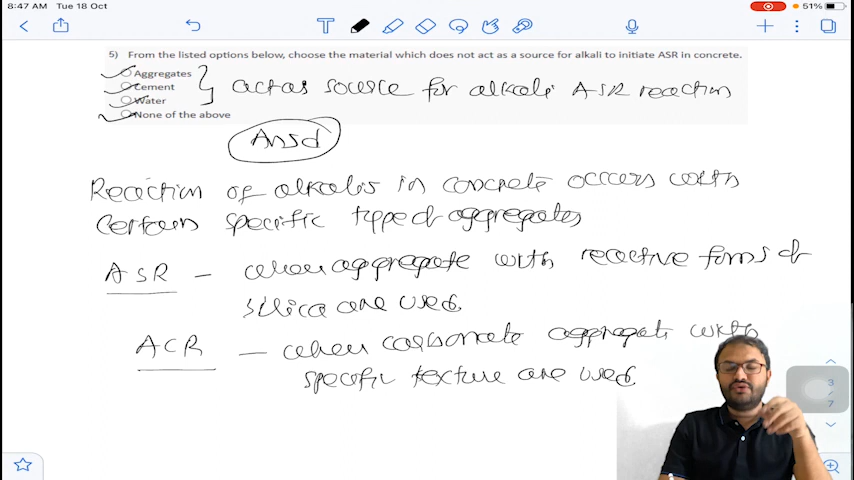 8:47 AM Tue 18 Oct
51%
5) From the listed options below, choose the material which does not act as a source for alkali to initiate ASR in concrete.
Aggregates
Cement
Water
None of the above
act as source for alkali ASR reaction
Ans d
Reaction of alkalis in concrete occurs with
certain specific type of aggregates
ASR - when aggregate with reactive forms of
silica are used.
ACR - when carbonate aggregate with
specific texture are used.
3
/
7